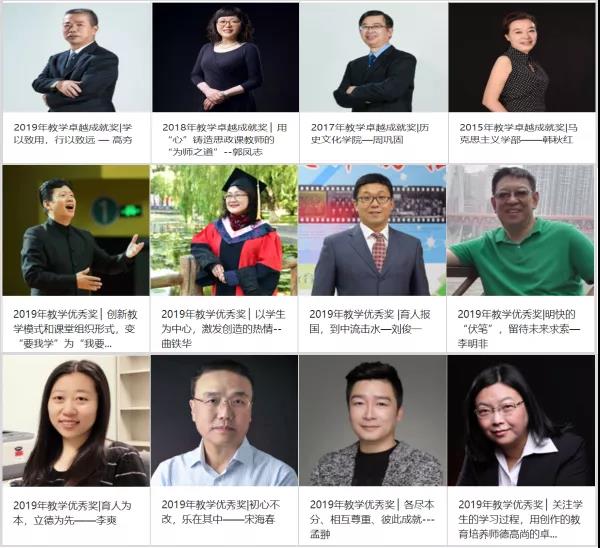 2019年教学卓越成就奖|学
以致用，行以致远 — 高夯
2018年教学卓越成就奖│ 用
“心”铸造思政课教师的
“为师之道” --郭凤志
2017年教学卓越成就奖|历
史文化学院—周巩固
2015年教学卓越成就奖|马
克思主义学部——韩秋红
2019年教学优秀奖│ 创新教
学模式和课堂组织形式，变
“要我学”为“我要...
2019年教学优秀奖│ 以学生
为中心，激发创造的热情--
曲铁华
2019年教学优秀奖 |育人报
国，到中流击水—刘俊一
2019年教学优秀奖|明快的
“伏笔”，留待未来求索—
李明非
2019年教学优秀奖|育人为
本，立德为先——李爽
2019年教学优秀奖|初心不
改，乐在其中——宋海春
2019年教学优秀奖│ 各尽本
分、相互尊重、彼此成就---
孟翀
2019年教学优秀奖│ 关注学
生的学习过程，用创作的教
育培养师德高尚的卓...